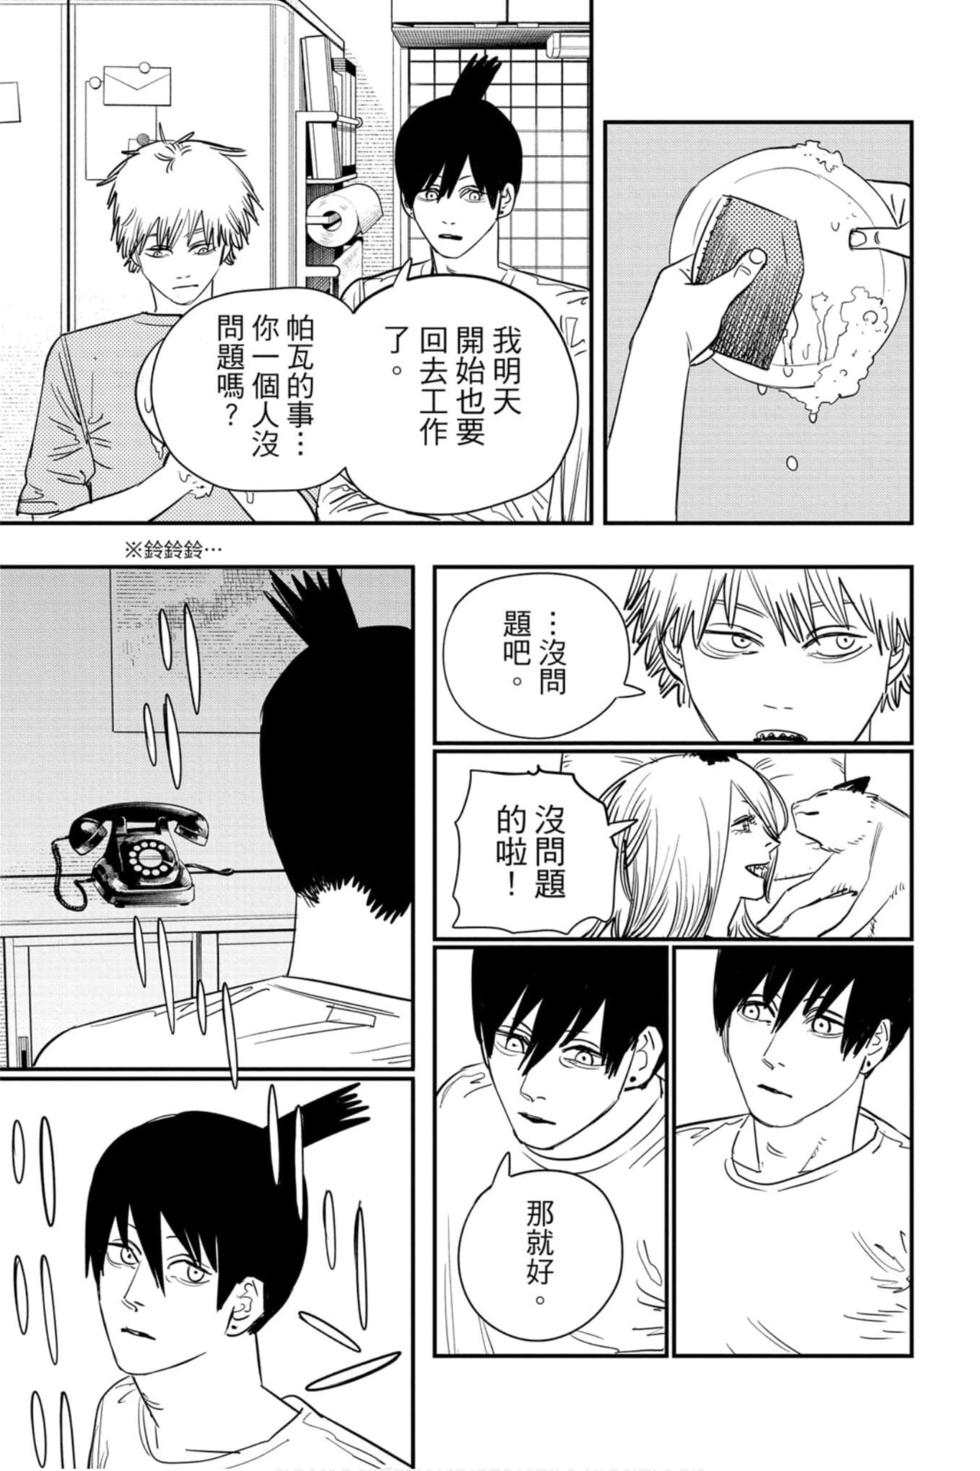 我明天
開始也要
回去工作
了。
帕瓦的事…
你一個人沒
問題嗎？
…沒問
題吧。
沒問題
的啦！
那就好。
※鈴鈴鈴…